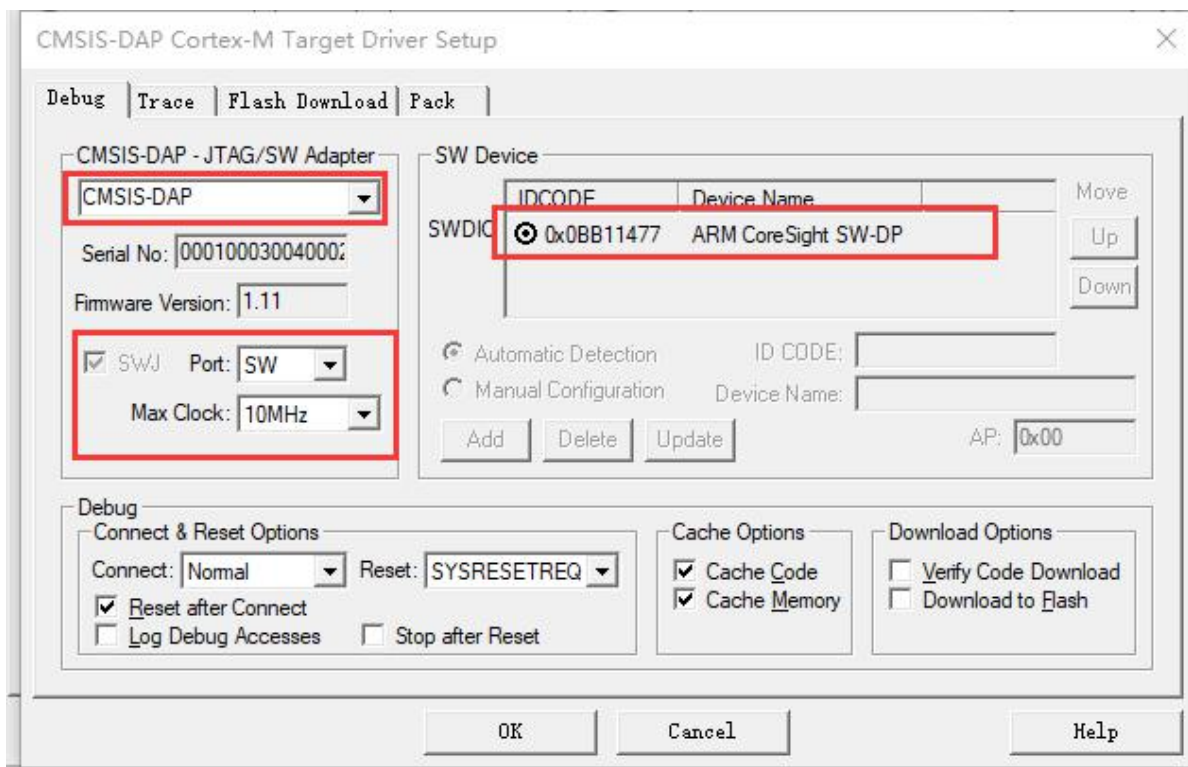 CMSIS-DAP Cortex-M Target Driver Setup
Debug Trace Flash Download Pack
CMSIS-DAP - JTAG/SW Adapter
CMSIS-DAP
Serial No: 000100030040002
Firmware Version: 1.11
SWJ Port: SW
Max Clock: 10MHz
SW Device
IDCODE Device Name
SWDIO 0x0BB11477 ARM CoreSight SW-DP
Move
Up
Down
Automatic Detection ID CODE:
Manual Configuration Device Name:
Add Delete Update AP: 0x00
Debug
Connect & Reset Options
Connect: Normal Reset: SYSRESETREQ
Reset after Connect
Log Debug Accesses Stop after Reset
Cache Options
Cache Code
Cache Memory
Download Options
Verify Code Download
Download to Flash
OK Cancel Help